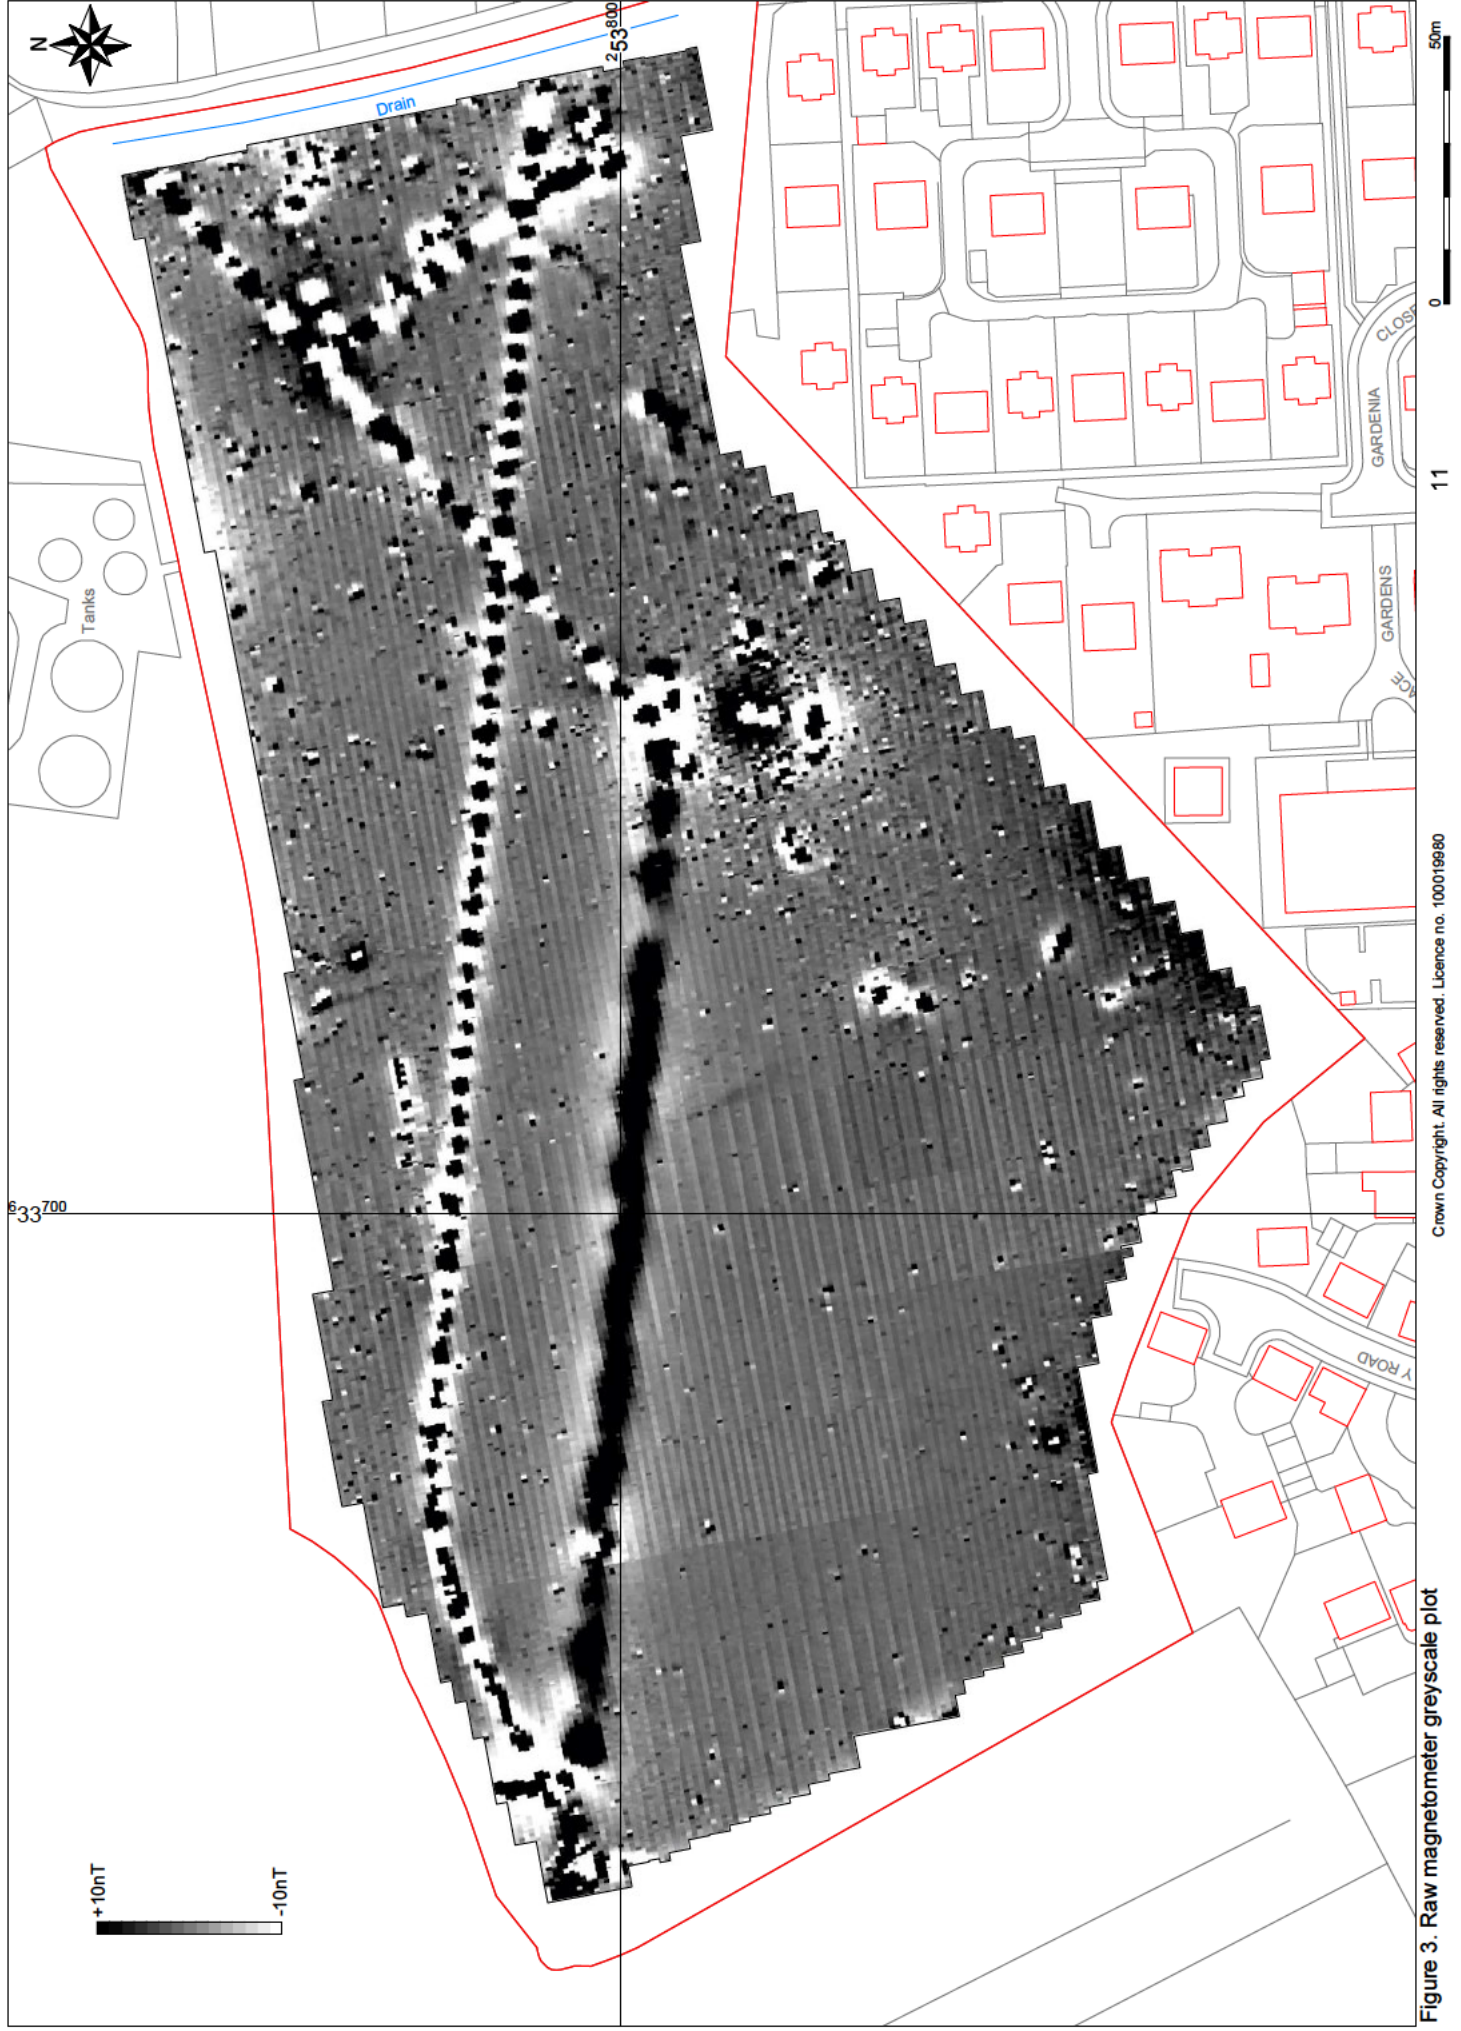 N
Drain
²53⁸⁰⁰
Tanks
⁶33⁷⁰⁰
+10nT
-10nT
GARDENIA
CLOSE
GARDENS
ACE
Y ROAD
0
50m
11
Crown Copyright. All rights reserved. Licence no. 100019980
Figure 3. Raw magnetometer greyscale plot